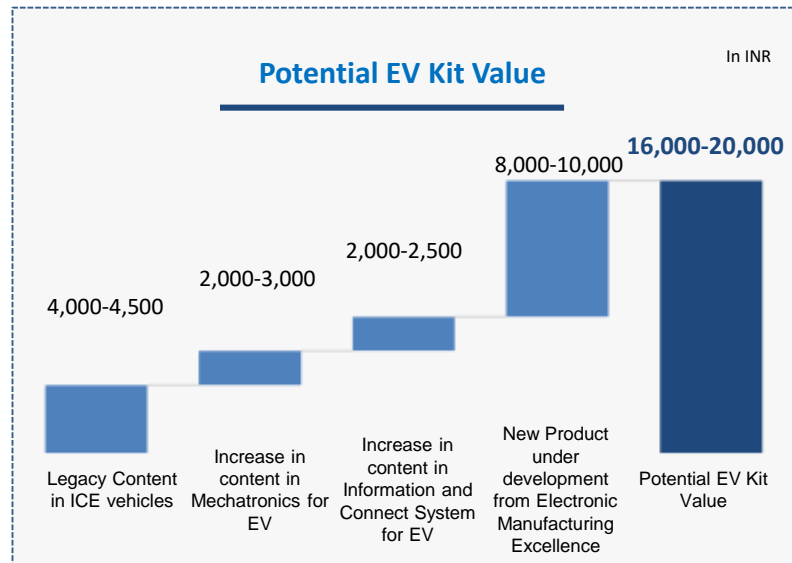 Potential EV Kit Value
In INR
4,000-4,500
2,000-3,000
2,000-2,500
8,000-10,000
16,000-20,000
Legacy Content
in ICE vehicles
Increase in
content in
Mechatronics for
EV
Increase in
content in
Information and
Connect System
for EV
New Product
under
development
from Electronic
Manufacturing
Excellence
Potential EV Kit
Value